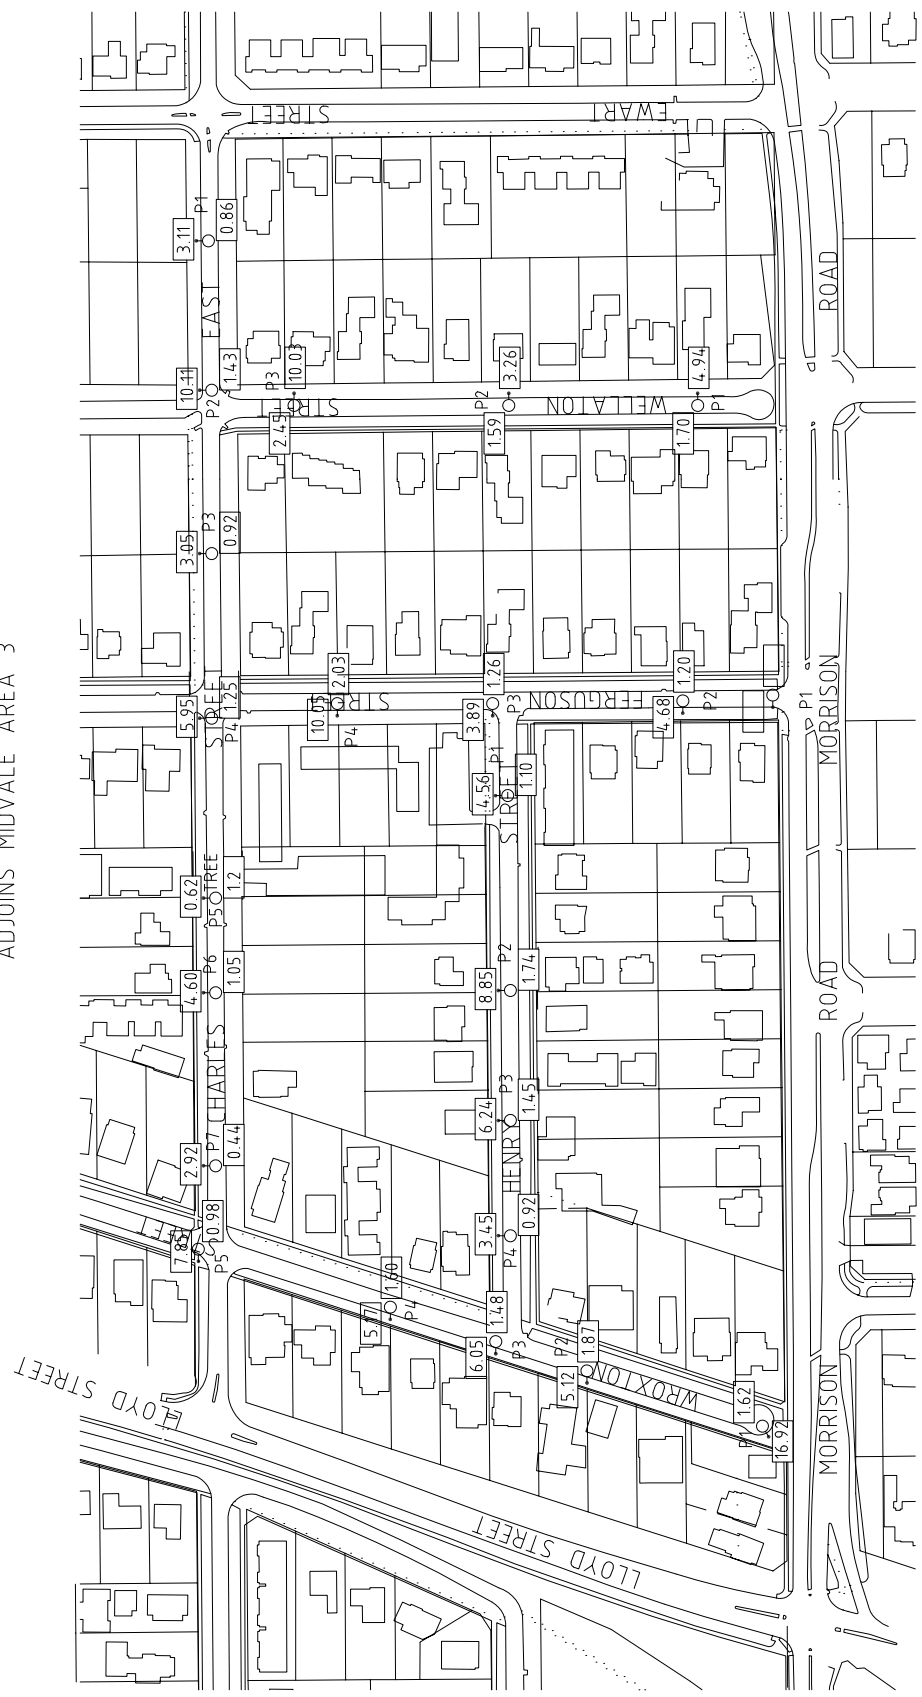 ADJOINS MIDVALE AREA 3
STREET
EWART
P1
3.11
0.86
EAST
ROAD
10.11
1.43
P2
P3
10.03
STREET
2.45
P2
3.26
1.59
WELLATON
4.94
P1
1.70
P3
3.05
0.92
5.95
1.25
P4
2.03
10.05
P4
1.26
3.89
P3
FERGUSON
1.20
4.68
P2
P1
MORRISON
P1
4.56
1.10
STREET
0.62
P5
1.2
4.60
P6
1.05
8.85
P2
1.74
ROAD
CHARLES
6.24
P3
1.45
HENRY
2.92
P7
0.44
0.98
7.85
P5
3.45
P4
0.92
1.60
5.17
P4
1.48
6.05
P3
P2
1.87
5.12
WROXTON
1.62
P1
16.92
MORRISON
LLOYD STREET
LLOYD STREET